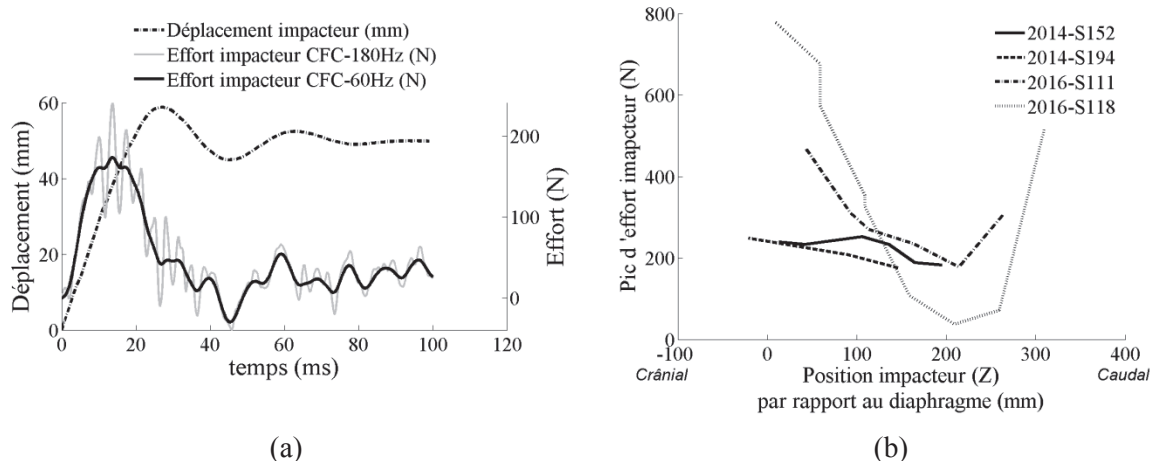 Déplacement impacteur (mm)
Effort impacteur CFC-180Hz (N)
Effort impacteur CFC-60Hz (N)
Déplacement (mm)
60
40
20
0
Effort (N)
200
100
0
0
20
40
60
80
100
120
temps (ms)
(a)
2014-S152
2014-S194
2016-S111
2016-S118
Pic d 'effort imapcteur (N)
800
600
400
200
0
-100
0
100
200
300
400
Crânial
Position impacteur (Z)
Caudal
par rapport au diaphragme (mm)
(b)